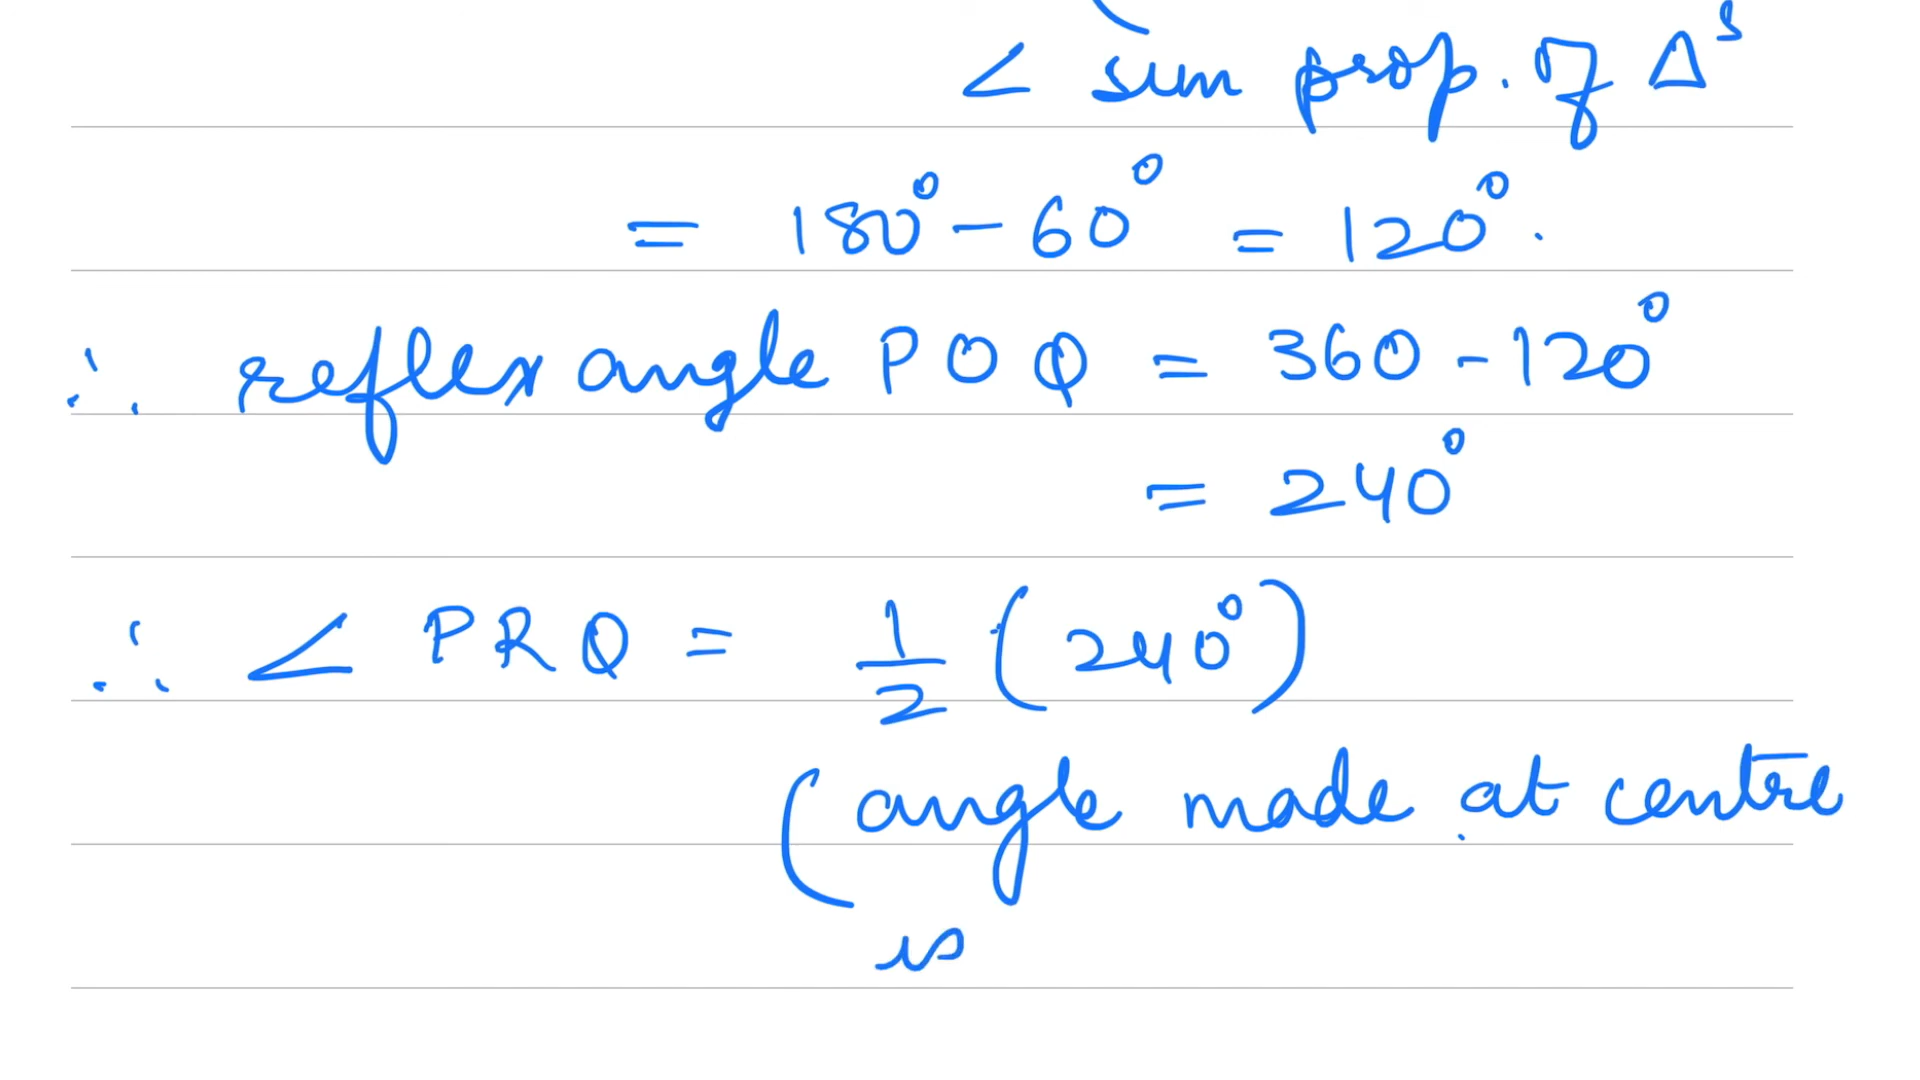 ∠ sum prop. of Δˢ
= 180° - 60° = 120°.
∴ reflex angle POQ = 360 - 120°
= 240°
∴ ∠ PRQ = 1/2 (240°)
(angle made at centre
is